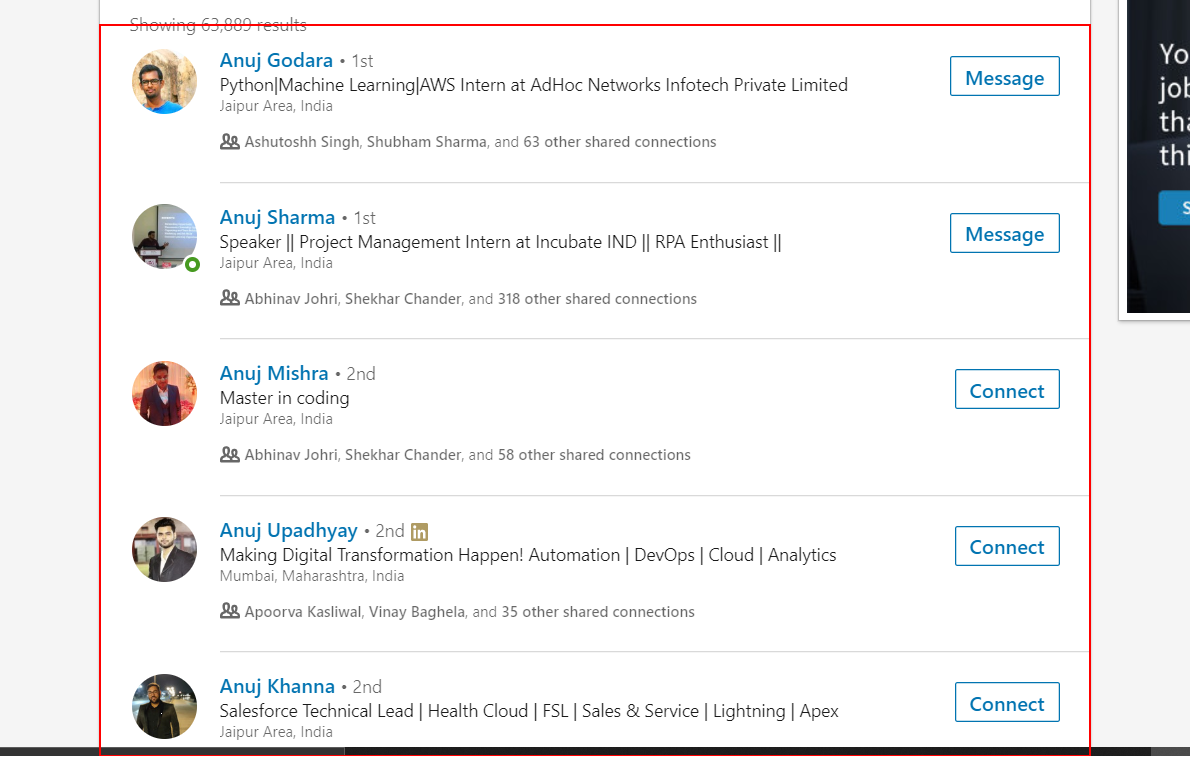 Showing 63,889 results
Anuj Godara • 1st
Python|Machine Learning|AWS Intern at AdHoc Networks Infotech Private Limited
Jaipur Area, India
Ashutoshh Singh, Shubham Sharma, and 63 other shared connections
Message
Anuj Sharma • 1st
Speaker || Project Management Intern at Incubate IND || RPA Enthusiast ||
Jaipur Area, India
Abhinav Johri, Shekhar Chander, and 318 other shared connections
Message
Anuj Mishra • 2nd
Master in coding
Jaipur Area, India
Abhinav Johri, Shekhar Chander, and 58 other shared connections
Connect
Anuj Upadhyay • 2nd in
Making Digital Transformation Happen! Automation | DevOps | Cloud | Analytics
Mumbai, Maharashtra, India
Apoorva Kasliwal, Vinay Baghela, and 35 other shared connections
Connect
Anuj Khanna • 2nd
Salesforce Technical Lead | Health Cloud | FSL | Sales & Service | Lightning | Apex
Jaipur Area, India
Connect
Yo
job
tha
thi
S